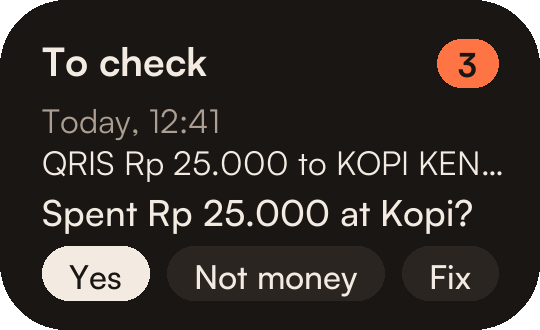 To check
3
Today, 12:41
QRIS Rp 25.000 to KOPI KEN...
Spent Rp 25.000 at Kopi?
Yes Not money Fix